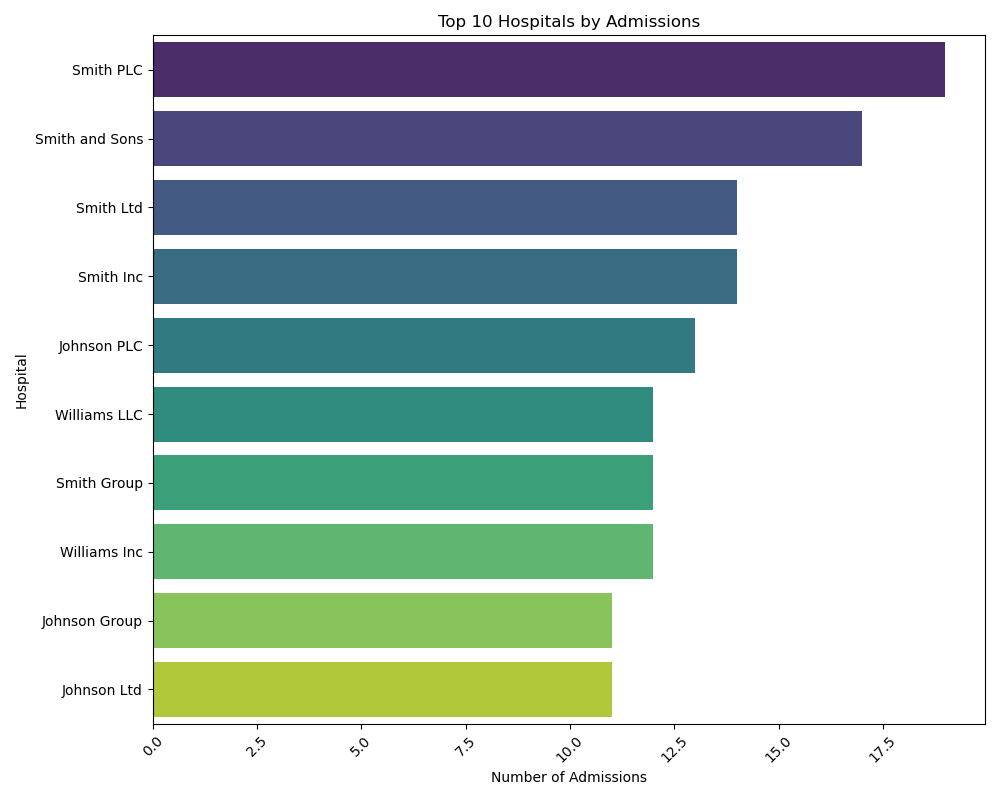 Top 10 Hospitals by Admissions
Smith PLC
Smith and Sons
Smith Ltd
Smith Inc
Johnson PLC
Williams LLC
Smith Group
Williams Inc
Johnson Group
Johnson Ltd
Hospital
0.0 2.5 5.0 7.5 10.0 12.5 15.0 17.5
Number of Admissions